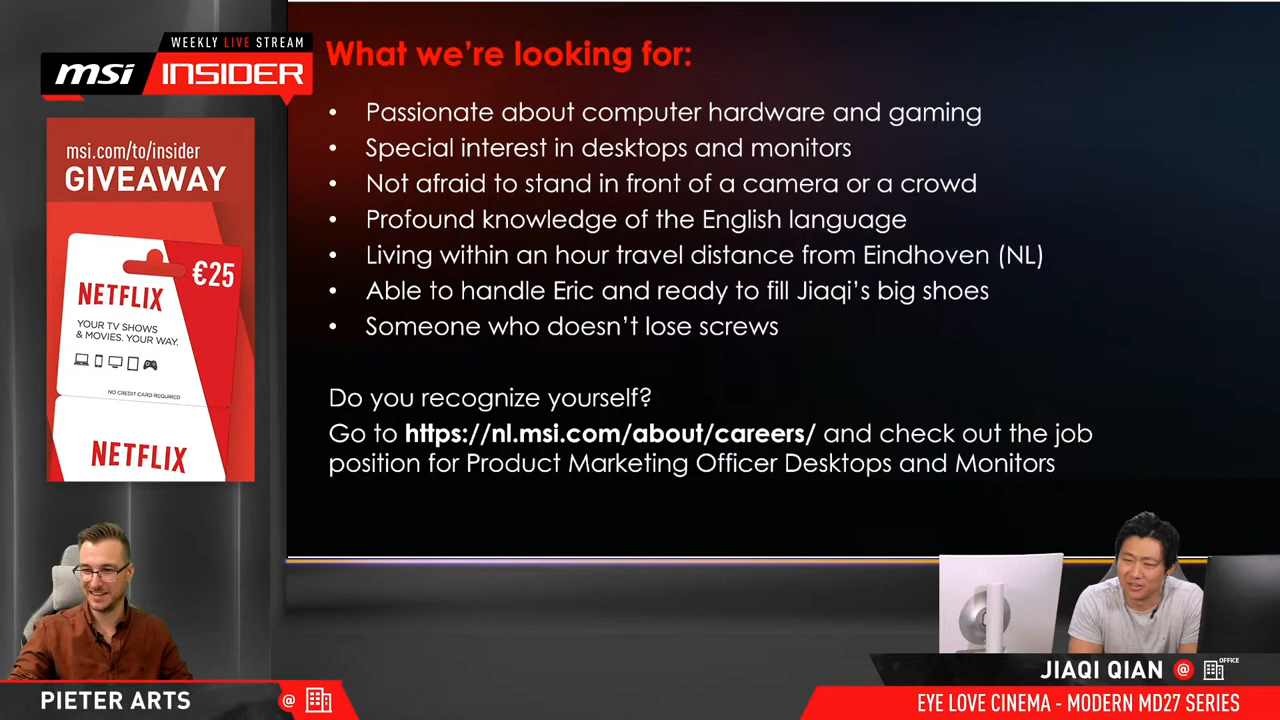 WEEKLY LIVE STREAM
msi INSIDER
msi.com/to/insider
GIVEAWAY
€25
NETFLIX
YOUR TV SHOWS
& MOVIES. YOUR WAY.
NO CREDIT CARD REQUIRED
NETFLIX
What we're looking for:
• Passionate about computer hardware and gaming
• Special interest in desktops and monitors
• Not afraid to stand in front of a camera or a crowd
• Profound knowledge of the English language
• Living within an hour travel distance from Eindhoven (NL)
• Able to handle Eric and ready to fill Jiaqi's big shoes
• Someone who doesn't lose screws
Do you recognize yourself?
Go to https://nl.msi.com/about/careers/ and check out the job
position for Product Marketing Officer Desktops and Monitors
PIETER ARTS @
JIAQI QIAN @ OFFICE
EYE LOVE CINEMA - MODERN MD27 SERIES